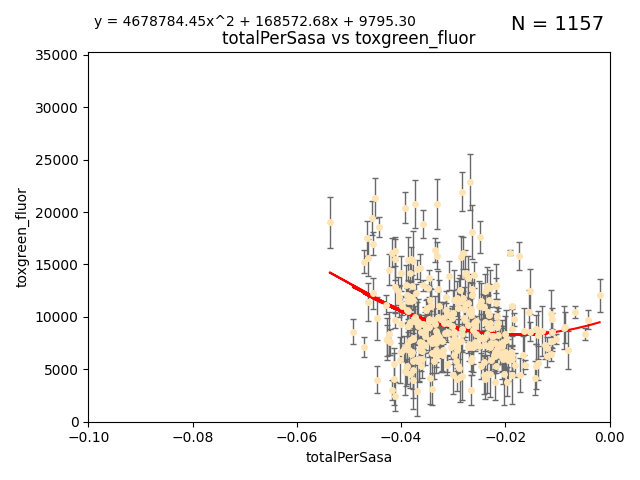 y = 4678784.45x^2 + 168572.68x + 9795.30
N = 1157
totalPerSasa vs toxgreen_fluor
35000
30000
25000
20000
15000
10000
5000
0
toxgreen_fluor
−0.10
−0.08
−0.06
−0.04
−0.02
0.00
totalPerSasa